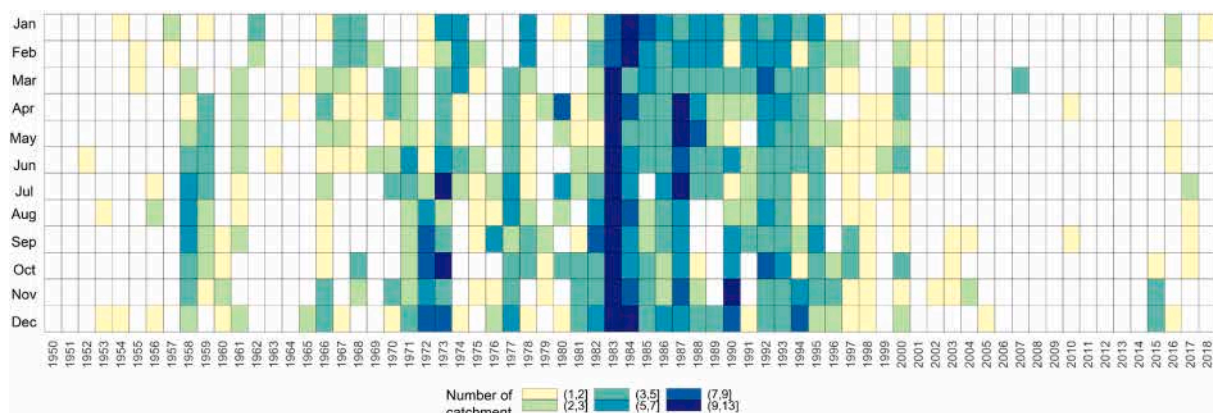 Jan
Feb
Mar
Apr
May
Jun
Jul
Aug
Sep
Oct
Nov
Dec
1950 1951 1952 1953 1954 1955 1956 1957 1958 1959 1960 1961 1962 1963 1964 1965 1966 1967 1968 1969 1970 1971 1972 1973 1974 1975 1976 1977 1978 1979 1980 1981 1982 1983 1984 1985 1986 1987 1988 1989 1990 1991 1992 1993 1994 1995 1996 1997 1998 1999 2000 2001 2002 2003 2004 2005 2006 2007 2008 2009 2010 2011 2012 2013 2014 2015 2016 2017 2018
Number of (1,2] (3,5] (7,9]
catchment (2,3] (5,7] (9,13]